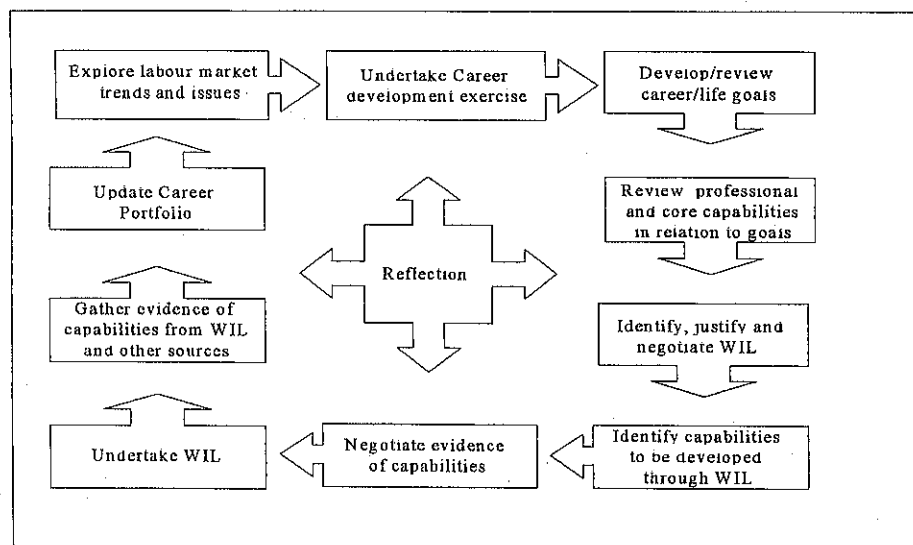 Explore labour market
trends and issues
Undertake Career
development exercise
Develop/review
career/life goals
Update Career
Portfolio
Review professional
and core capabilities
in relation to goals
Reflection
Gather evidence of
capabilities from WIL
and other sources
Identify, justify and
negotiate WIL
Undertake WIL
Negotiate evidence
of capabilities
Identify capabilities
to be developed
through WIL